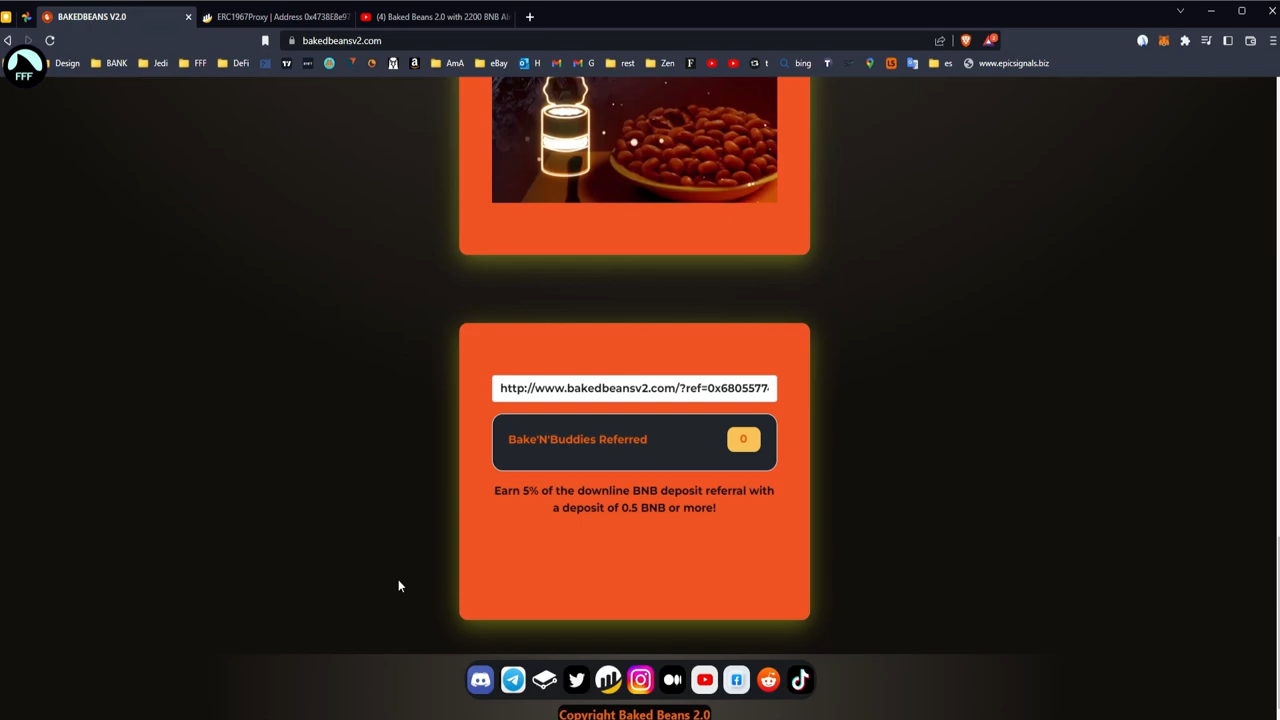 BAKEDBEANS V2.0
ERC1967Proxy | Address 0x4738E8e97
(4) Baked Beans 2.0 with 2200 BNB Al
bakedbeansv2.com
FFF
Design
BANK
Jedi
FFF
DeFi
AmA
eBay
H
G
rest
Zen
t
bing
es
www.epicsignals.biz
http://www.bakedbeansv2.com/?ref=0x6805577
Bake'N'Buddies Referred
0
Earn 5% of the downline BNB deposit referral with
a deposit of 0.5 BNB or more!
Copyright Baked Beans 2.0